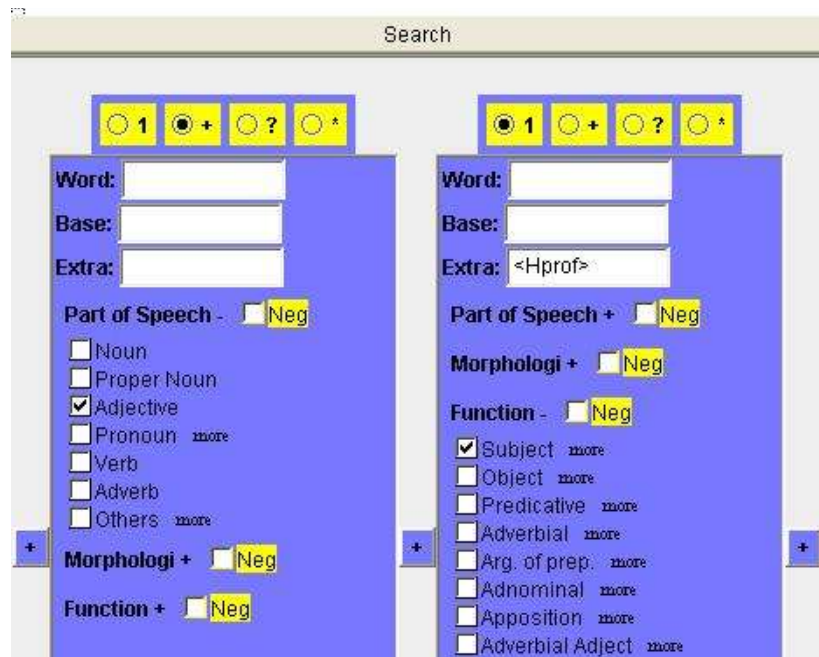 Search
1 + ? *
Word:
Base:
Extra:
Part of Speech - Neg
Noun
Proper Noun
Adjective
Pronoun more
Verb
Adverb
Others more
Morphologi + Neg
Function + Neg
+
1 + ? *
Word:
Base:
Extra: <Hprof>
Part of Speech + Neg
Morphologi + Neg
Function - Neg
Subject more
Object more
Predicative more
Adverbial more
Arg. of prep. more
Adnominal more
Apposition more
Adverbial Adject more
+
+